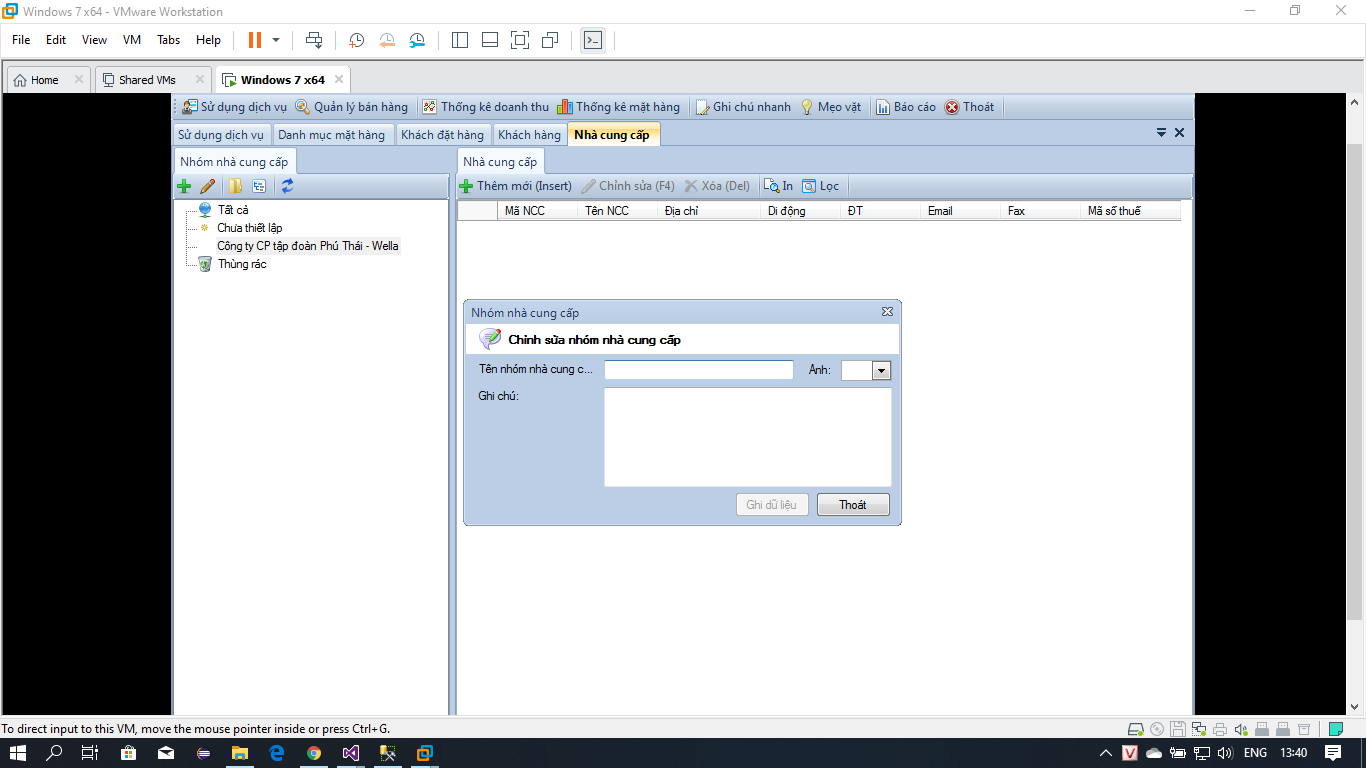 Windows 7 x64 - VMware Workstation
File Edit View VM Tabs Help
Home Shared VMs Windows 7 x64
Sử dụng dịch vụ Quản lý bán hàng Thống kê doanh thu Thống kê mặt hàng Ghi chú nhanh Mẹo vặt Báo cáo Thoát
Sử dụng dịch vụ Danh mục mặt hàng Khách đặt hàng Khách hàng Nhà cung cấp
Nhóm nhà cung cấp Nhà cung cấp
Thêm mới (Insert) Chỉnh sửa (F4) Xóa (Del) In Lọc
Tất cả
Chưa thiết lập
Công ty CP tập đoàn Phú Thái - Wella
Thùng rác
Mã NCC Tên NCC Địa chỉ Di động ĐT Email Fax Mã số thuế
Nhóm nhà cung cấp
Chỉnh sửa nhóm nhà cung cấp
Tên nhóm nhà cung c... Ảnh:
Ghi chú:
Ghi dữ liệu Thoát
To direct input to this VM, move the mouse pointer inside or press Ctrl+G.
V ENG 13:40